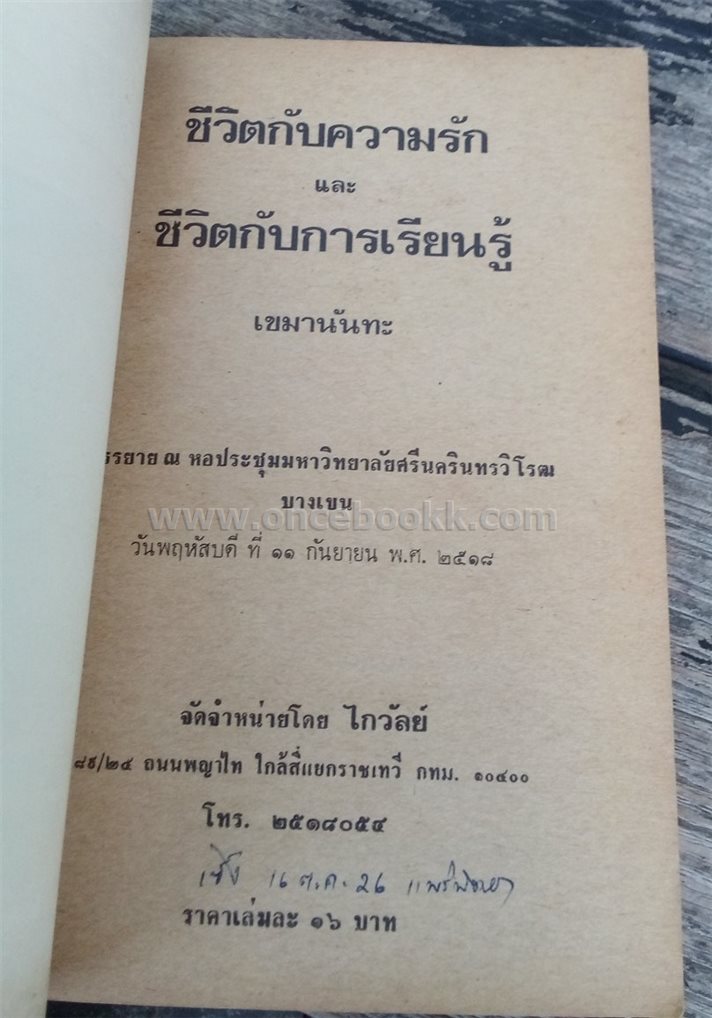 ชีวิตกับความรัก
และ
ชีวิตกับการเรียนรู้
เขมานันทะ
รรยาย ณ หอประชุมมหาวิทยาลัยศรีนครินทรวิโรฒ
บางเขน
www.oncebookk.com
วันพฤหัสบดี ที่ ๑๑ กันยายน พ.ศ. ๒๕๑๘
จัดจำหน่ายโดย ไกวัลย์
๘๙/๒๕ ถนนพญาไท ใกล้สี่แยกราชเทวี กทม. ๑๐๔๐๐
โทร. ๒๕๑๘๐๕๔
๑๖ ต.ค. 26
ราคาเล่มละ ๑๖ บาท